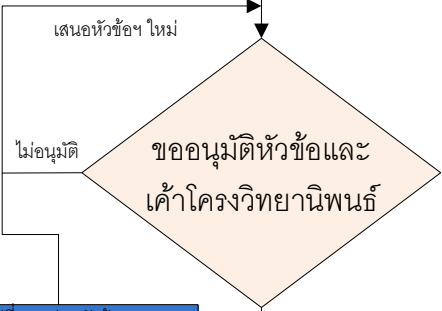 เสนอหัวข้อฯ ใหม่
ไม่อนุมัติ
ขออนุมัติหัวข้อและ
เค้าโครงวิทยานิพนธ์